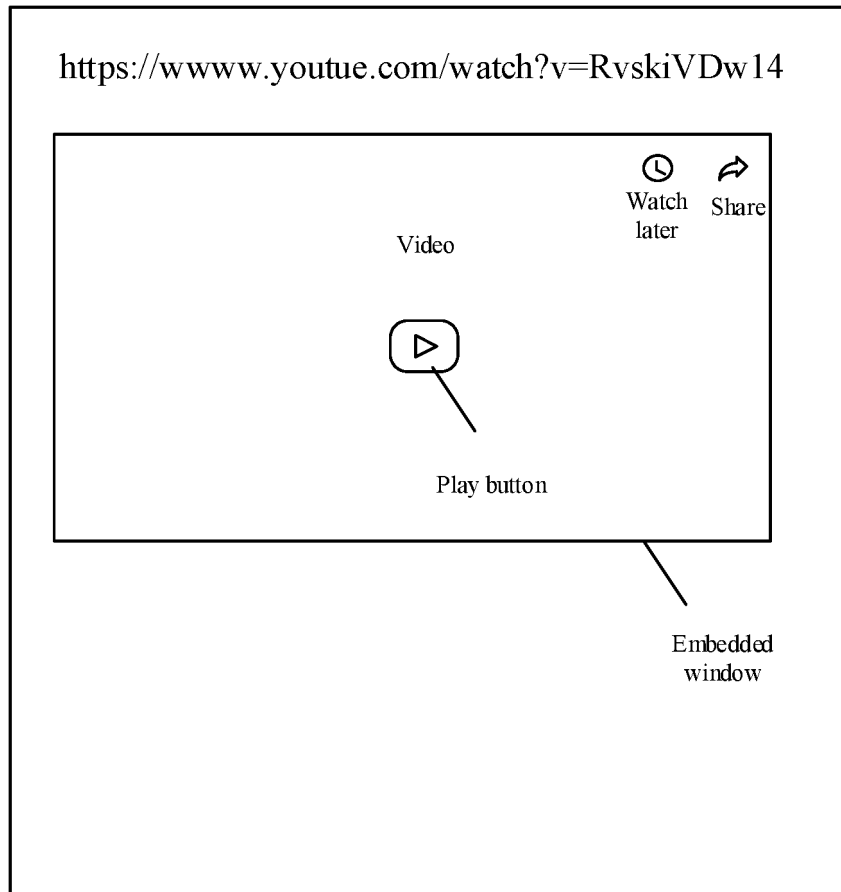 https://wwww.youtue.com/watch?v=RvskiVDw14
Watch
later
Share
Video
Play button
Embedded
window